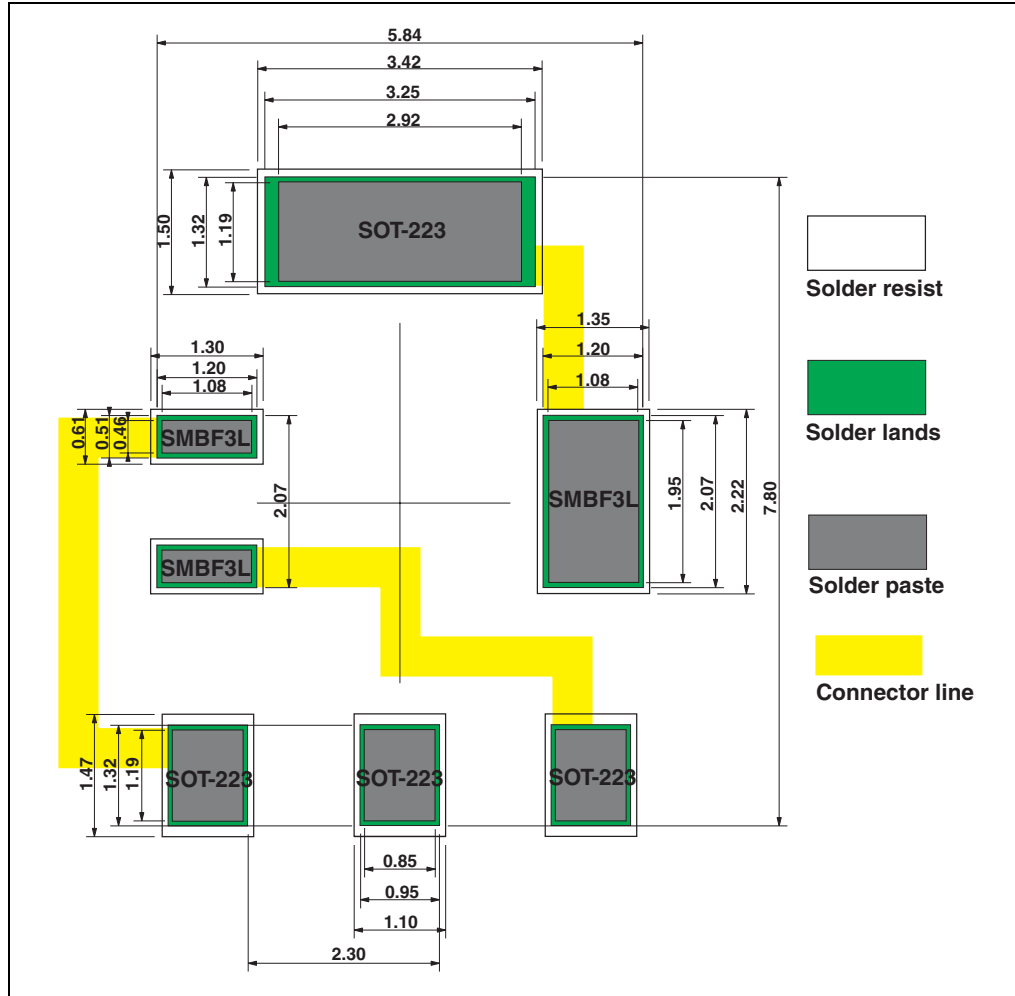 5.84
3.42
3.25
2.92
1.50
1.32
1.19
SOT-223
Solder resist
1.30
1.20
1.08
1.35
1.20
1.08
0.61
0.51
0.46
SMBF3L
2.07
SMBF3L
1.95
2.07
2.22
7.80
Solder lands
SMBF3L
Solder paste
Connector line
1.47
1.32
1.19
SOT-223
SOT-223
SOT-223
0.85
0.95
1.10
2.30